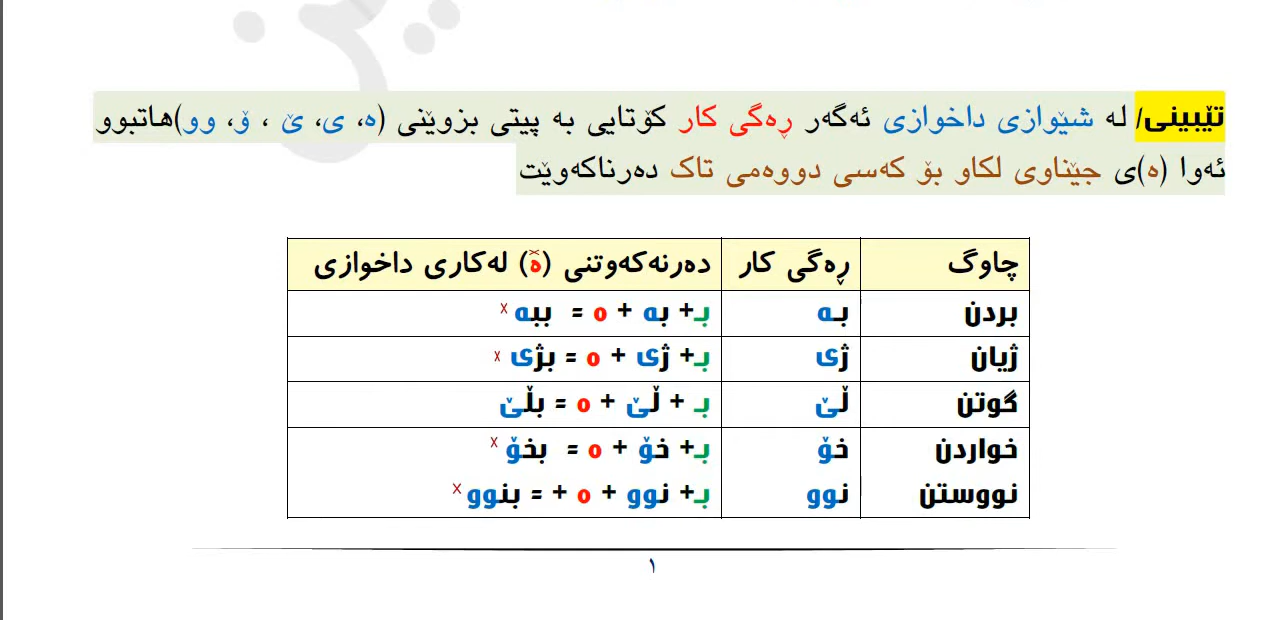 تێبینی/ لە شێوازی داخوازی ئەگەر ڕەگی کار کۆتایی بە پیتی بزوێنی (ە، ی، ێ ، ۆ، وو)هاتبوو
ئەوا (ە)ی جێناوی لکاو بۆ کەسی دووەمی تاک دەرناکەوێت
چاوگ ڕەگی کار دەرنەکەوتنی (ە) لەکاری داخوازی
بردن بە بـ+ بە + ە = ببە x
ژیان ژی بـ+ ژی + ە = بژی x
گوتن ڵێ بـ + ڵێ + ە = بڵێ
خواردن خۆ بـ+ خۆ + ە = بخۆ x
نووستن نوو بـ+ نوو + ە + = بنوو x
١